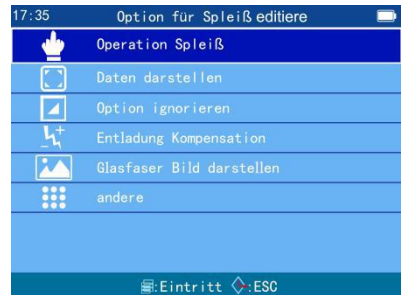 17:35 Option für Spleiß editiere
Operation Spleiß
Daten darstellen
Option ignorieren
Entladung Kompensation
Glasfaser Bild darstellen
andere
:Eintritt :ESC